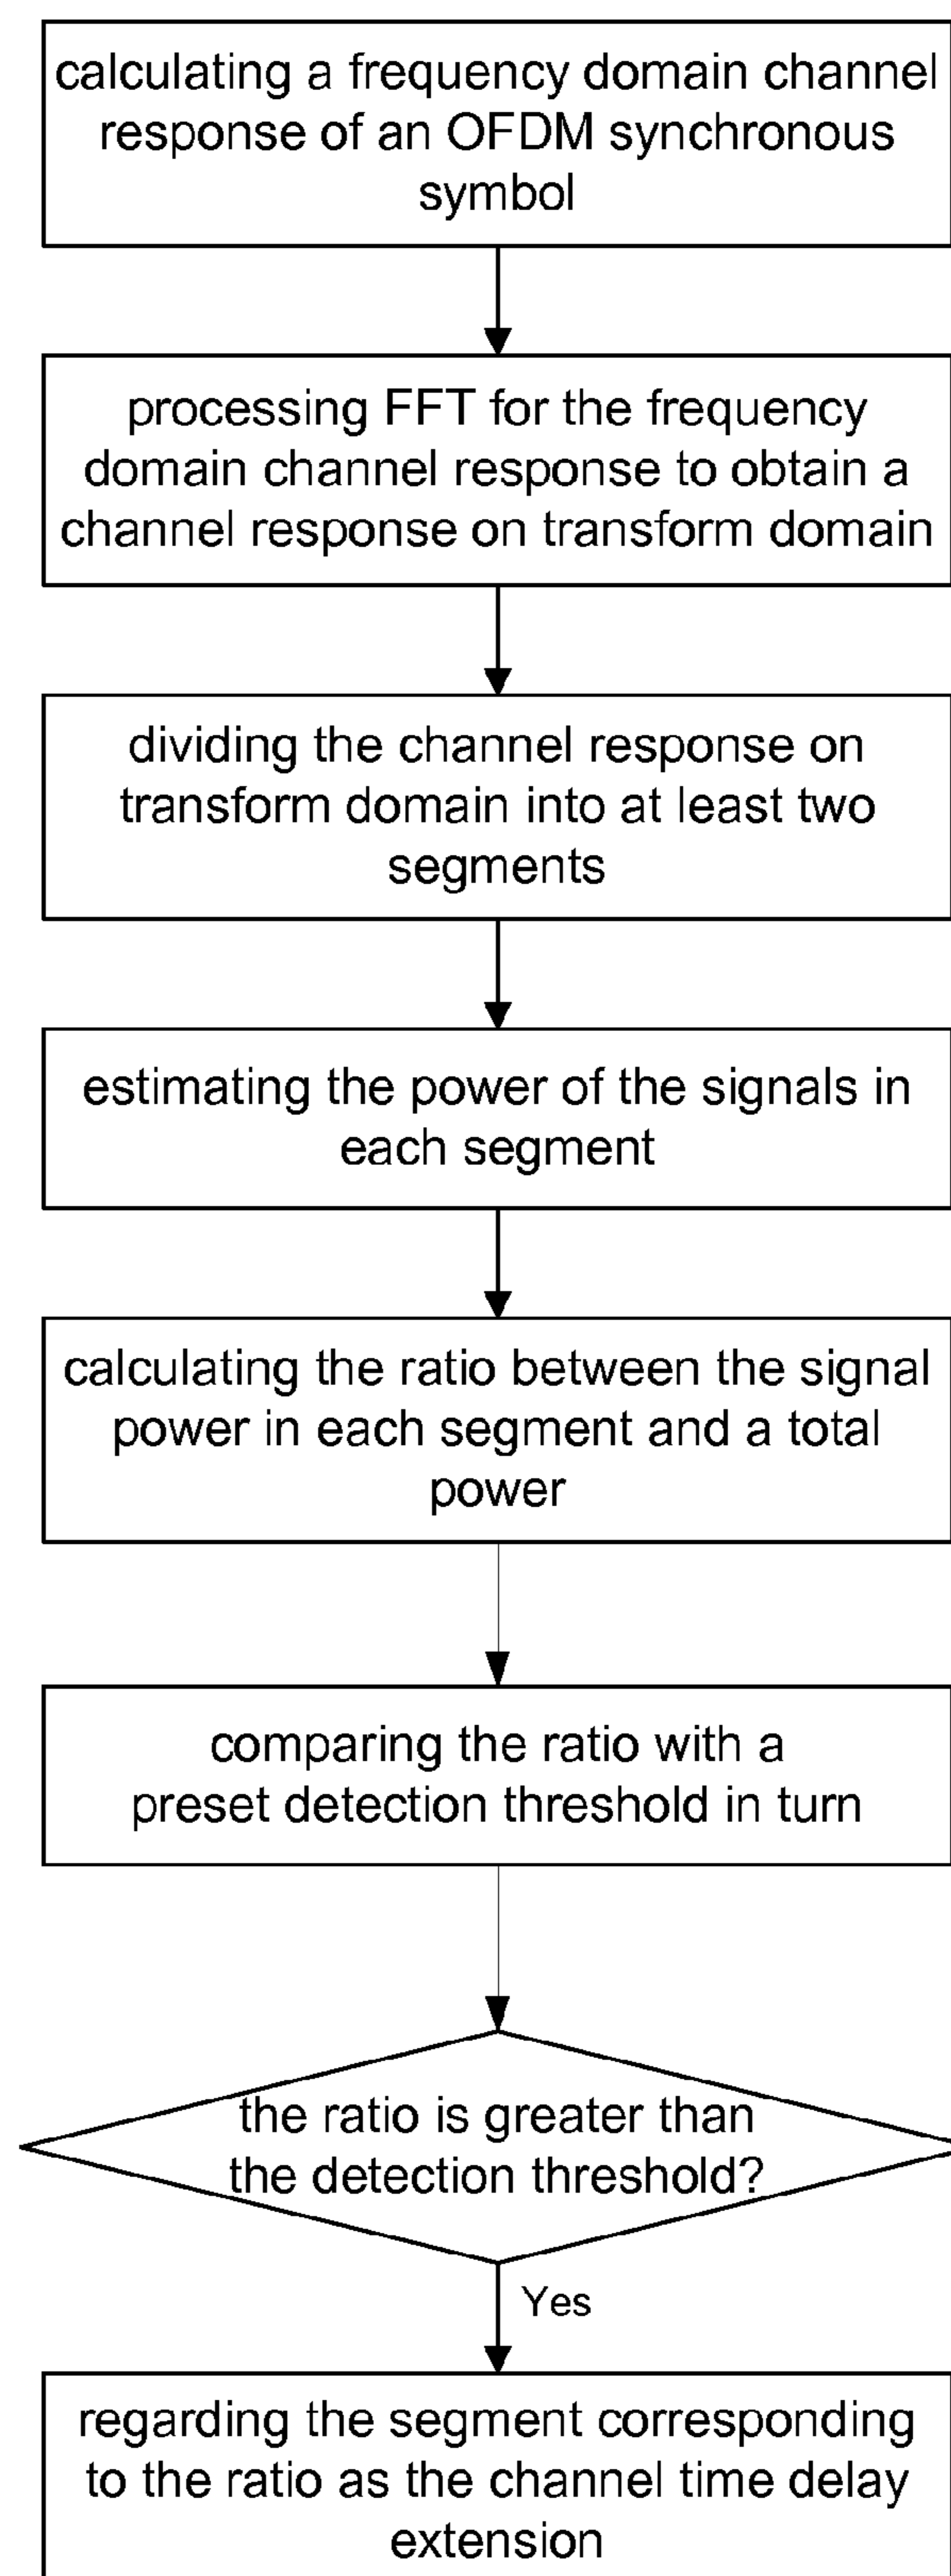 calculating a frequency domain channel
response of an OFDM synchronous
symbol
processing FFT for the frequency
domain channel response to obtain a
channel response on transform domain
dividing the channel response on
transform domain into at least two
segments
estimating the power of the signals in
each segment
calculating the ratio between the signal
power in each segment and a total
power
comparing the ratio with a
preset detection threshold in turn
the ratio is greater than
the detection threshold?
Yes
regarding the segment corresponding
to the ratio as the channel time delay
extension